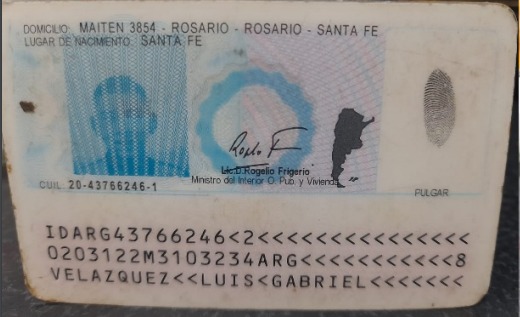 DOMICILIO: MAITEN 3854 - ROSARIO - ROSARIO - SANTA FE
LUGAR DE NACIMIENTO: SANTA FE
Lic.D.Rogelio Frigerio
Ministro del Interior O. Pub. y Vivienda
CUIL 20-43766246-1
PULGAR
IDARG43766246<2<<<<<<<<<<<<<<<
0203122M3103234ARG<<<<<<<<<<<8
VELAZQUEZ<<LUIS<GABRIEL<<<<<<<